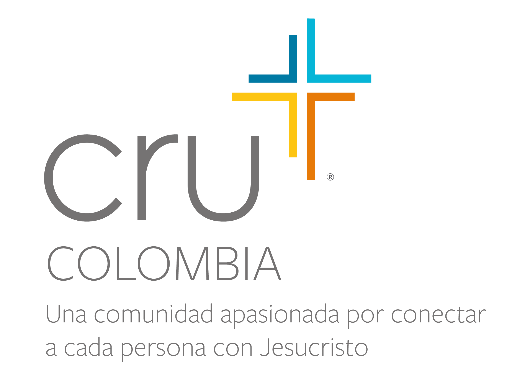 cru®
COLOMBIA
Una comunidad apasionada por conectar
a cada persona con Jesucristo